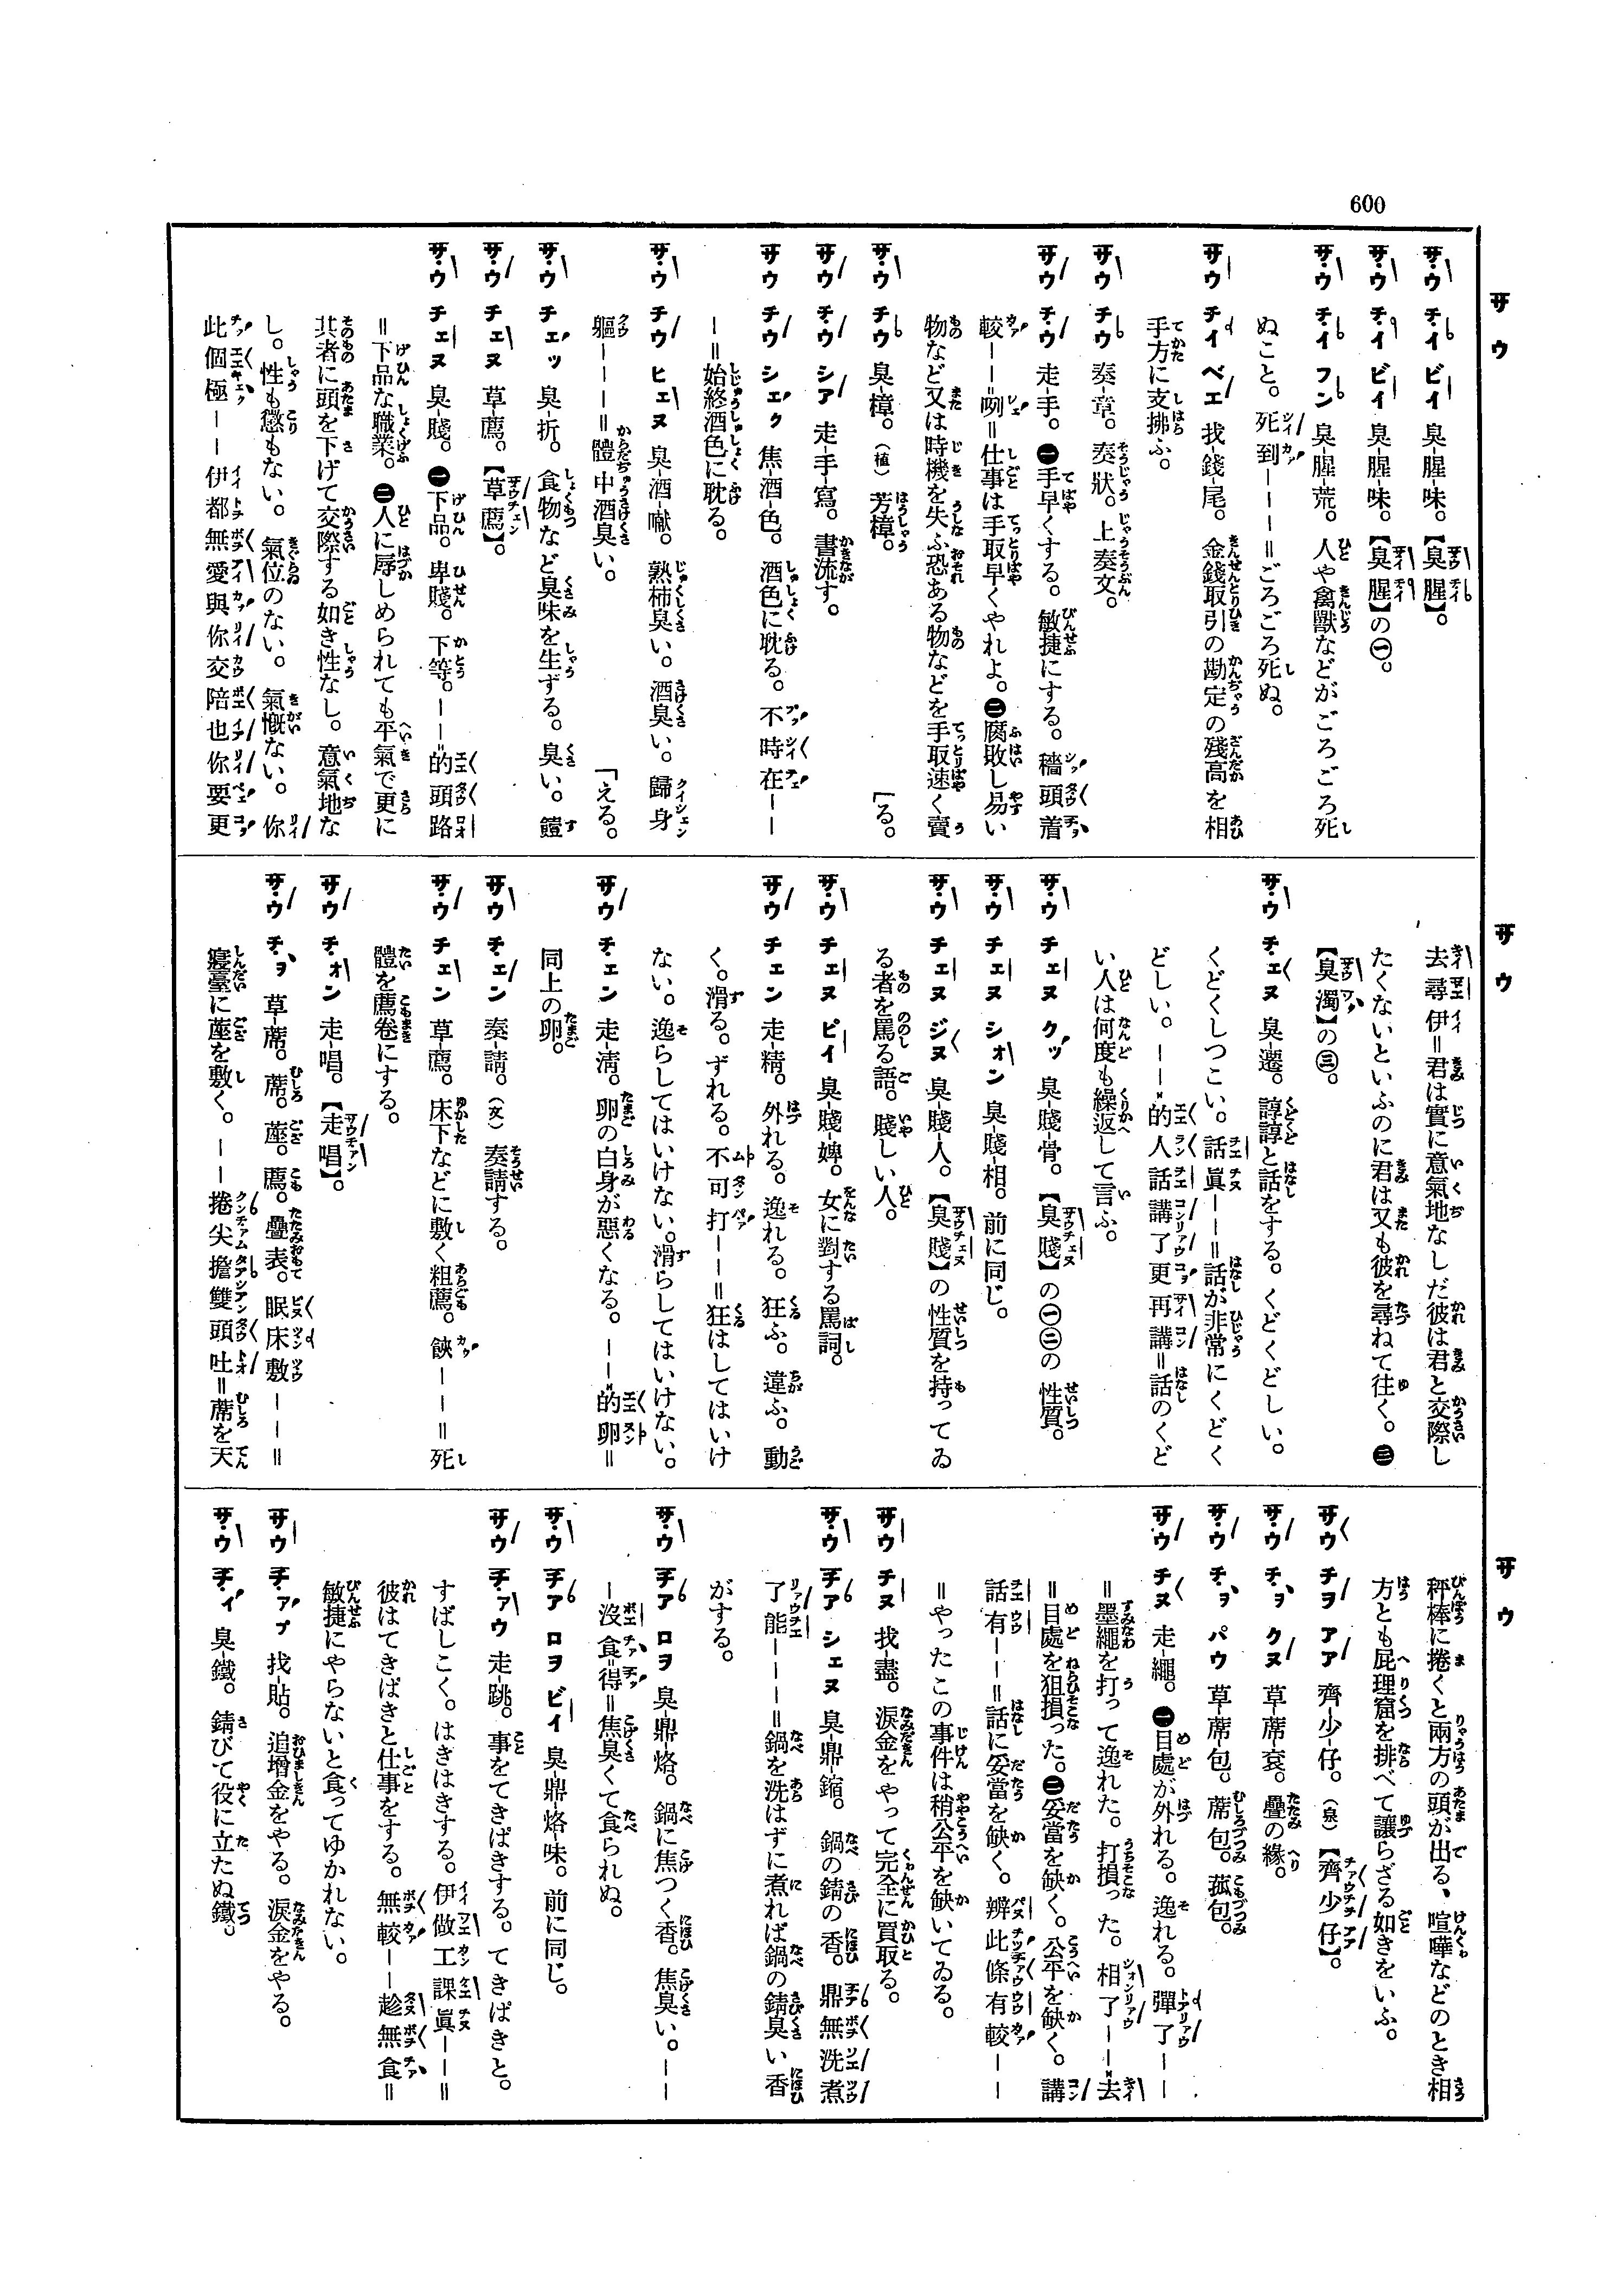 600
サウ
サウ チイ ビイ 臭-腥-味。【臭腥】。
サウ チイ ビイ 臭-腥-味。【臭腥】の㊀。
サウ チイ フン 臭-腥-荒。人や禽獸などがごろごろ死
ぬこと。死到———=ごろごろ死ぬ。
サウ チイ ベエ 找-錢-尾。金錢取引の勘定の殘高を相
手方に支拂ふ。
サウ チウ 奏-章。奏狀。上奏文。
サウ チウ 走-手。㊀手早くする。敏捷にする。穡頭着
較——咧=仕事は手取早くやれよ。㊁腐敗し易い
物など又は時機を失ふ恐ある物などを手取速く賣
サウ チウ 臭-樟。(植)芳樟。 [る。
サウ チウ シア 走-手-寫。書流す。
サウ チウ シェク 焦-酒-色。酒色に耽る。不時在——
—=始終酒色に耽る。
サウ チウ ヒェヌ 臭-酒-𪡞。熟柿臭い。酒臭い。歸身
軀———=體中酒臭い。 「える。
サウ チェッ 臭-折。食物など臭味を生ずる。臭い。饐
サウ チェヌ 草-薦。【草薦】。
サウ チェヌ 臭-賤。㊀下品。卑賤。下等。——的頭路
=下品な職業。㊁人に辱しめられても平氣で更に
其者に頭を下げて交際する如き性なし。意氣地な
し。性も懲もない。氣位のない。氣慨ない。你
此個極——伊都無愛與你交陪也你要更
サウ
去尋伊=君は實に意氣地なしだ彼は君と交際し
たくないといふのに君は又も彼を尋ねて往く。㊂
【臭濁】の㊂。
サウ チェヌ 臭-遷。諄諄と話をする。くどくどしい。
くどくしつこい。話眞——=話が非常にくどく
どしい。——的人話講了更再講=話のくど
い人は何度も繰返して言ふ。
サウ チェヌ クッ 臭-賤-骨。【臭賤】の㊀㊁の性質。
サウ チェヌ シォン 臭-賤-相。前に同じ。
サウ チェヌ ジヌ 臭-賤-人。【臭賤】の性質を持ってゐ
る者を罵る語。賤しい人。
サウ チェヌ ピイ 臭-賤-婢。女に對する罵詞。
サウ チェン 走-精。外れる。逸れる。狂ふ。違ふ。動
く。滑る。ずれる。不可打——=狂はしてはいけ
ない。逸らしてはいけない。滑らしてはいけない。
サウ チェン 走-淸。卵の白身が惡くなる。——的卵=
同上の卵。
サウ チェン 奏-請。(文)奏請する。
サウ チェン 草-薦。床下などに敷く粗薦。餄———=死
體を薦卷にする。
サウ チォン 走-唱。【走唱】。
サウ チヲ 草-蓆。蓆。蓙。薦。疊表。眠床敷———=
寢臺に蓙を敷く。——捲尖擔雙頭吐=蓆を天
サウ
秤棒に捲くと兩方の頭が出る、喧嘩などのとき相
方とも屁理窟を排べて讓らざる如きをいふ。
サウ チヲ アア 齊-少-仔。(泉)【齊少仔】。
サウ チヲ クヌ 草-蓆-袞。疊の緣。
サウ チヲ パウ 草-蓆-包。蓆包。菰包。
サウ チヌ 走-繩。㊀目處が外れる。逸れる。彈了——
=墨繩を打って逸れた。打損った。相了——去
=目處を狙損った。㊁妥當を缺く。公平を缺く。講
話有——=話に妥當を缺く。辨此條有較——
=やったこの事件は稍公平を缺いてゐる。
サウ チヌ 找-盡。淚金をやって完全に買取る。
サウ チア シェヌ 臭-鼎-鏥。鍋の錆の香。鼎無洗煮
了能———=鍋を洗はずに煮れば鍋の錆臭い香
がする。
サウ チア ロヲ 臭-鼎-烙。鍋に焦つく香。焦臭い。——
—沒食得=焦臭くて食られぬ。
サウ チア ロヲ ビイ 臭-鼎-烙-味。前に同じ。
サウ チァウ 走-跳。事をてきぱきする。てきぱきと。
すばしこく。はきはきする。伊做工課眞——=
彼はてきぱきと仕事をする。無較——趁無食=
敏捷にやらないと食ってゆかれない。
サウ チァプ 找-貼。追增金をやる。淚金をやる。
サウ チィ 臭-鐵。錆びて役に立たぬ鐵。